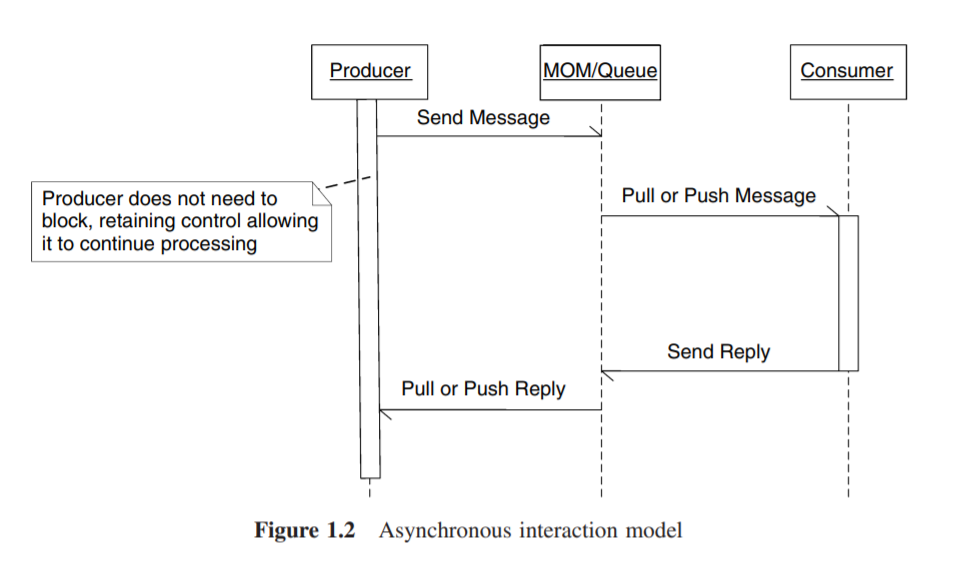 Producer
MOM/Queue
Consumer
Send Message
Pull or Push Message
Producer does not need to
block, retaining control allowing
it to continue processing
Send Reply
Pull or Push Reply
Figure 1.2 Asynchronous interaction model